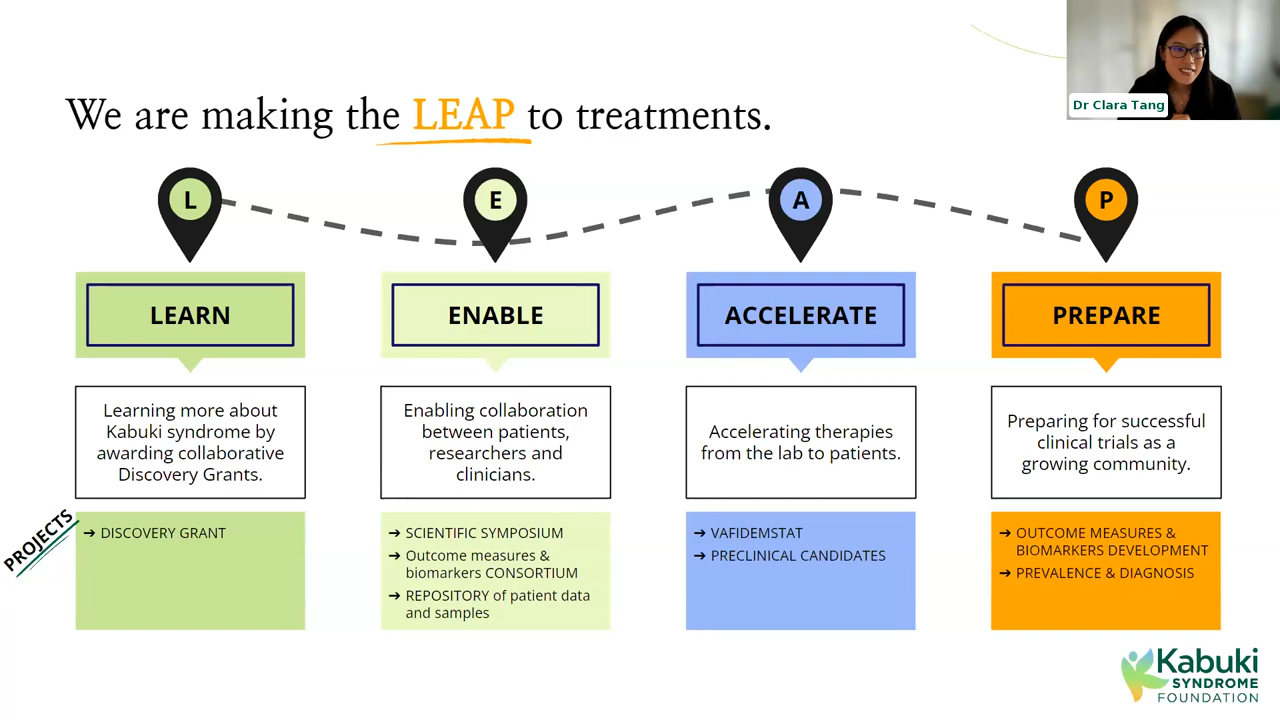 We are making the LEAP to treatments.
Dr Clara Tang
L
E
A
P
LEARN
ENABLE
ACCELERATE
PREPARE
Learning more about
Kabuki syndrome by
awarding collaborative
Discovery Grants.
Enabling collaboration
between patients,
researchers and
clinicians.
Accelerating therapies
from the lab to patients.
Preparing for successful
clinical trials as a
growing community.
PROJECTS
➔ DISCOVERY GRANT
➔ SCIENTIFIC SYMPOSIUM
➔ Outcome measures &
biomarkers CONSORTIUM
➔ REPOSITORY of patient data
and samples
➔ VAFIDEMSTAT
➔ PRECLINICAL CANDIDATES
➔ OUTCOME MEASURES &
BIOMARKERS DEVELOPMENT
➔ PREVALENCE & DIAGNOSIS
Kabuki
SYNDROME
FOUNDATION